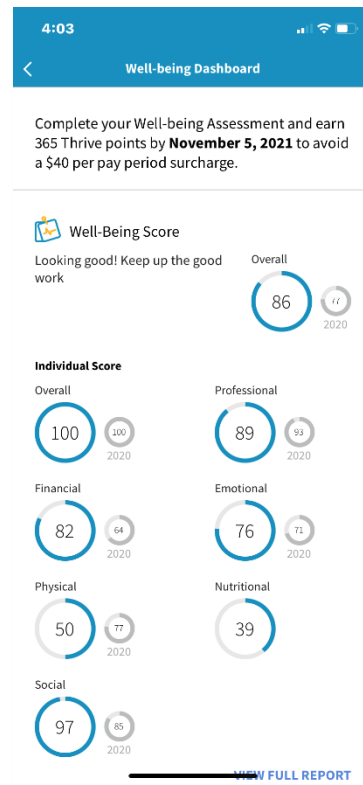 4:03
Well-being Dashboard
Complete your Well-being Assessment and earn
365 Thrive points by November 5, 2021 to avoid
a $40 per pay period surcharge.
Well-Being Score
Looking good! Keep up the good
work
Overall
86
77
2020
Individual Score
Overall
100
100
2020
Professional
89
93
2020
Financial
82
64
2020
Emotional
76
71
2020
Physical
50
77
2020
Nutritional
39
Social
97
85
2020
VIEW FULL REPORT